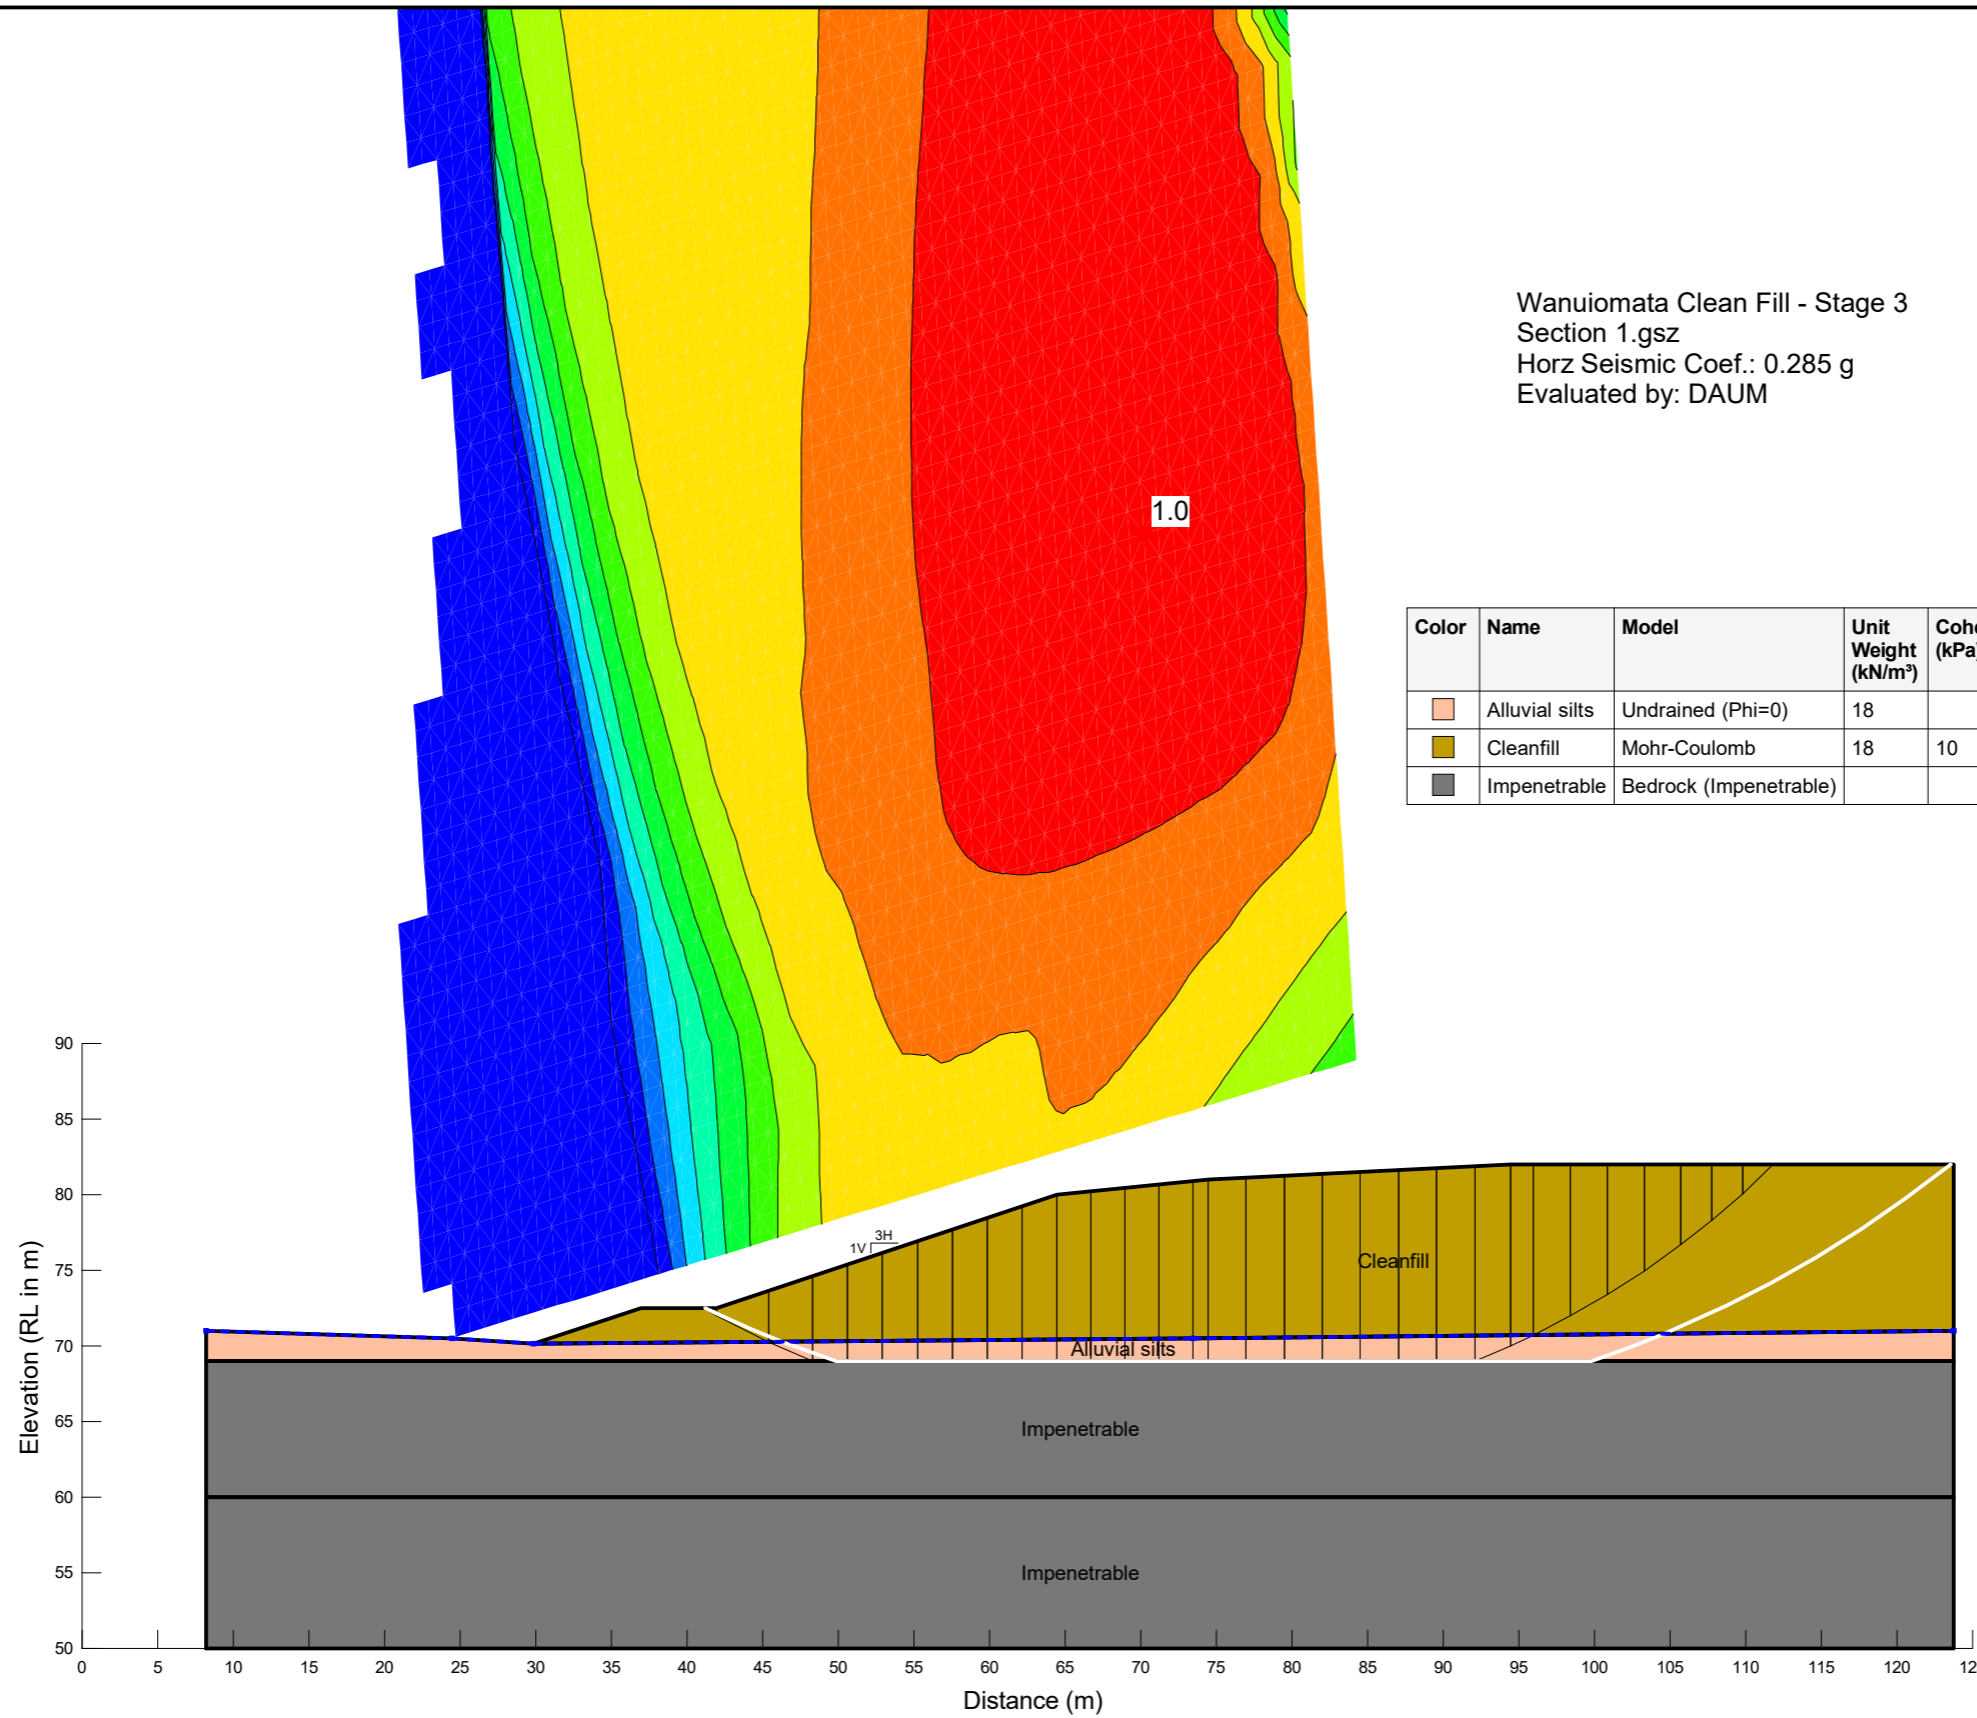 Wanuiomata Clean Fill - Stage 3
Section 1.gsz
Horz Seismic Coef.: 0.285 g
Evaluated by: DAUM
1.0
Color Name Model Unit Weight (kN/m³) Cohe (kPa)
Alluvial silts Undrained (Phi=0) 18
Cleanfill Mohr-Coulomb 18 10
Impenetrable Bedrock (Impenetrable)
90
85
80
75
70
65
60
55
50
Elevation (RL in m)
3H
1V
Cleanfill
Alluvial silts
Impenetrable
Impenetrable
0 5 10 15 20 25 30 35 40 45 50 55 60 65 70 75 80 85 90 95 100 105 110 115 120 12
Distance (m)